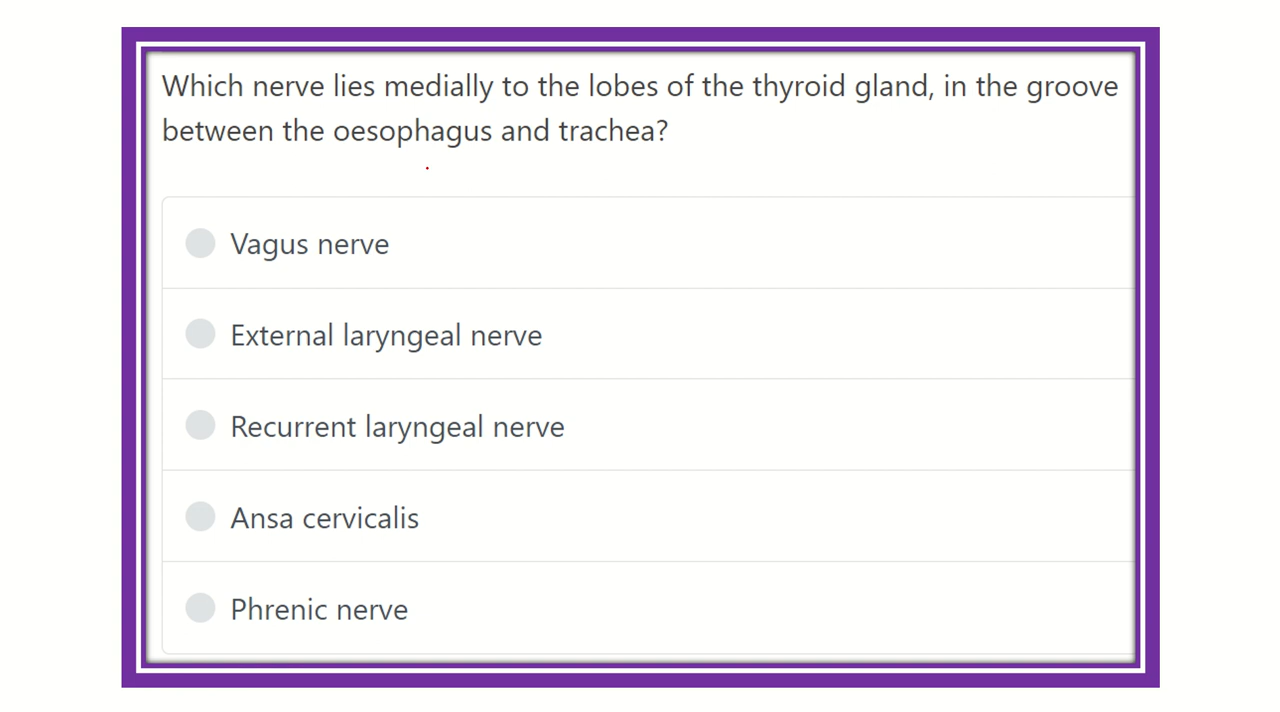 Which nerve lies medially to the lobes of the thyroid gland, in the groove
between the oesophagus and trachea?
Vagus nerve
External laryngeal nerve
Recurrent laryngeal nerve
Ansa cervicalis
Phrenic nerve